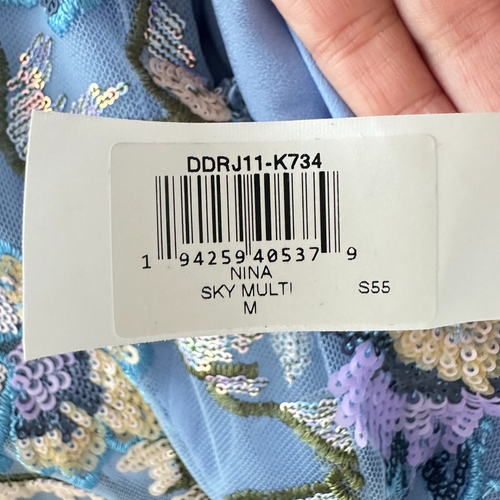 DDRJ11-K734
1 94259 40537 9
NINA
SKY MULTI S55
M